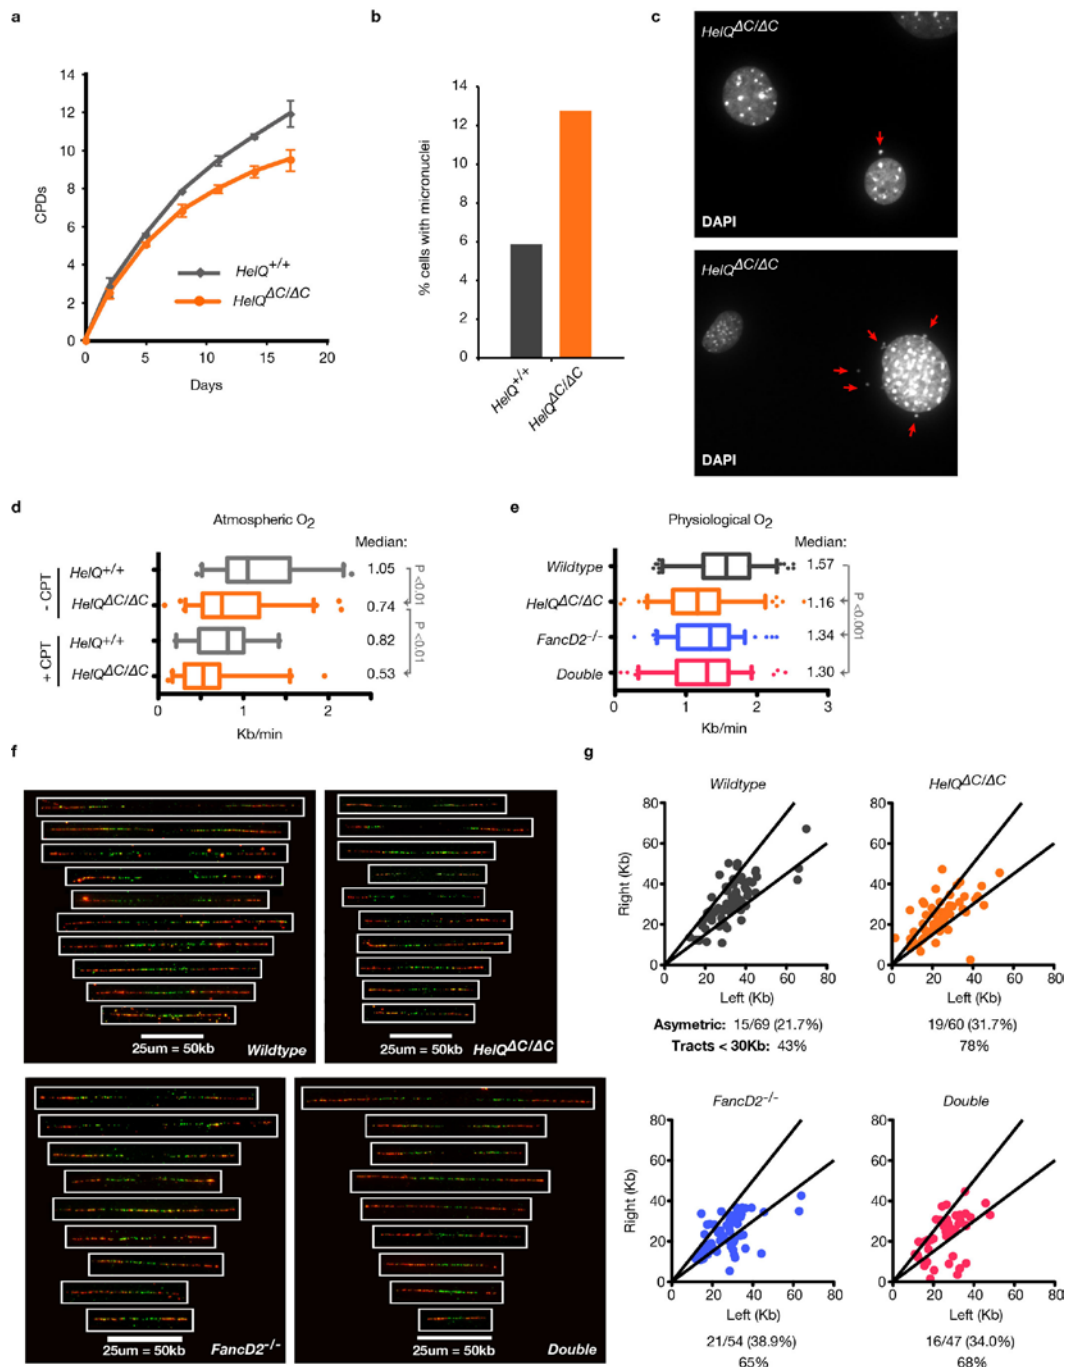 a
b
c
14
12
10
8
6
4
2
0
CPDs
0
5
10
15
20
Days
HelQ+/+
HelQΔC/ΔC
14
12
10
8
6
4
2
0
% cells with micronuclei
HelQ+/+
HelQΔC/ΔC
HelQΔC/ΔC
DAPI
HelQΔC/ΔC
DAPI
d
Atmospheric O2
Median:
- CPT
+ CPT
HelQ+/+
1.05
HelQΔC/ΔC
0.74
HelQ+/+
0.82
HelQΔC/ΔC
0.53
P <0.01
P <0.01
0
1
2
Kb/min
e
Physiological O2
Median:
Wildtype
1.57
HelQΔC/ΔC
1.16
FancD2-/-
1.34
Double
1.30
P <0.001
0
1
2
3
Kb/min
f
25um = 50kb
Wildtype
25um = 50kb
HelQΔC/ΔC
25um = 50kb
FancD2-/-
25um = 50kb
Double
g
Wildtype
80
60
40
20
0
Right (Kb)
0 20 40 60 80
Left (Kb)
HelQΔC/ΔC
80
60
40
20
0
0 20 40 60 80
Left (Kb)
Asymetric: 15/69 (21.7%)
19/60 (31.7%)
Tracts < 30Kb: 43%
78%
FancD2-/-
80
60
40
20
0
Right (Kb)
0 20 40 60 80
Left (Kb)
Double
80
60
40
20
0
0 20 40 60 80
Left (Kb)
21/54 (38.9%)
16/47 (34.0%)
65%
68%